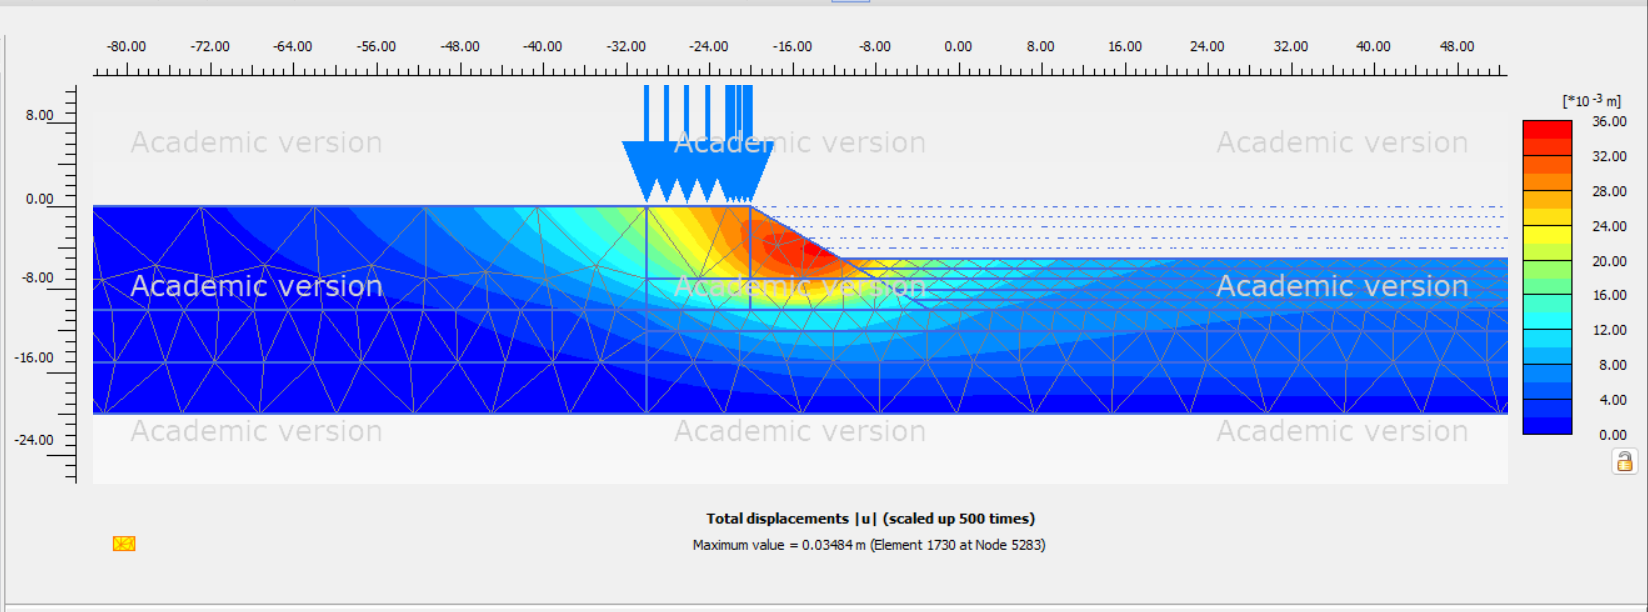 -80.00 -72.00 -64.00 -56.00 -48.00 -40.00 -32.00 -24.00 -16.00 -8.00 0.00 8.00 16.00 24.00 32.00 40.00 48.00
[*10⁻³ m]
8.00
36.00
Academic version Academic version Academic version
32.00
28.00
0.00
24.00
20.00
-8.00
Academic version Academic version Academic version
16.00
12.00
-16.00
8.00
4.00
-24.00
Academic version Academic version Academic version
0.00
Total displacements |u| (scaled up 500 times)
Maximum value = 0.03484 m (Element 1730 at Node 5283)